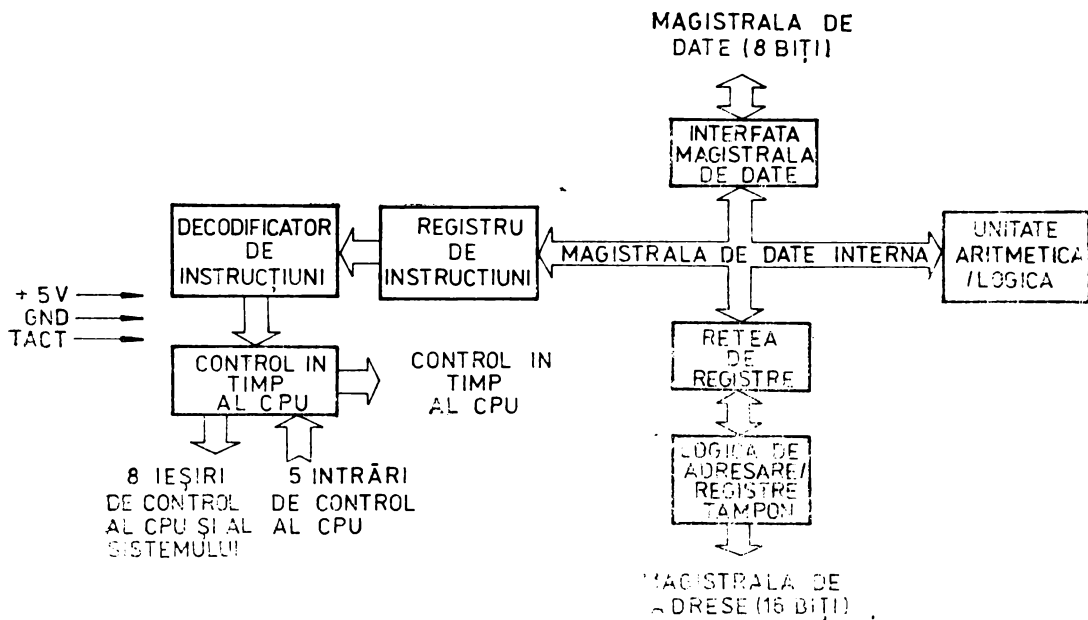 MAGISTRALA DE
DATE (8 BIȚI)
INTERFATA
MAGISTRALA
DE DATE
DECODIFICATOR
DE
INSTRUCȚIUNI
REGISTRU
DE
INSTRUCTIUNI
MAGISTRALA DE DATE INTERNA
UNITATE
ARITMETICA
/LOGICA
+5V
GND
TACT
CONTROL IN
TIMP
AL CPU
CONTROL IN
TIMP
AL CPU
RETEA
DE
REGISTRE
8 IEȘIRI
DE CONTROL
AL CPU ȘI AL
SISTEMULUI
5 INTRĂRI
DE CONTROL
AL CPU
LOGICA DE
ADRESARE/
REGISTRE
TAMPON
MAGISTRALA DE
ADRESE (16 BIȚI)